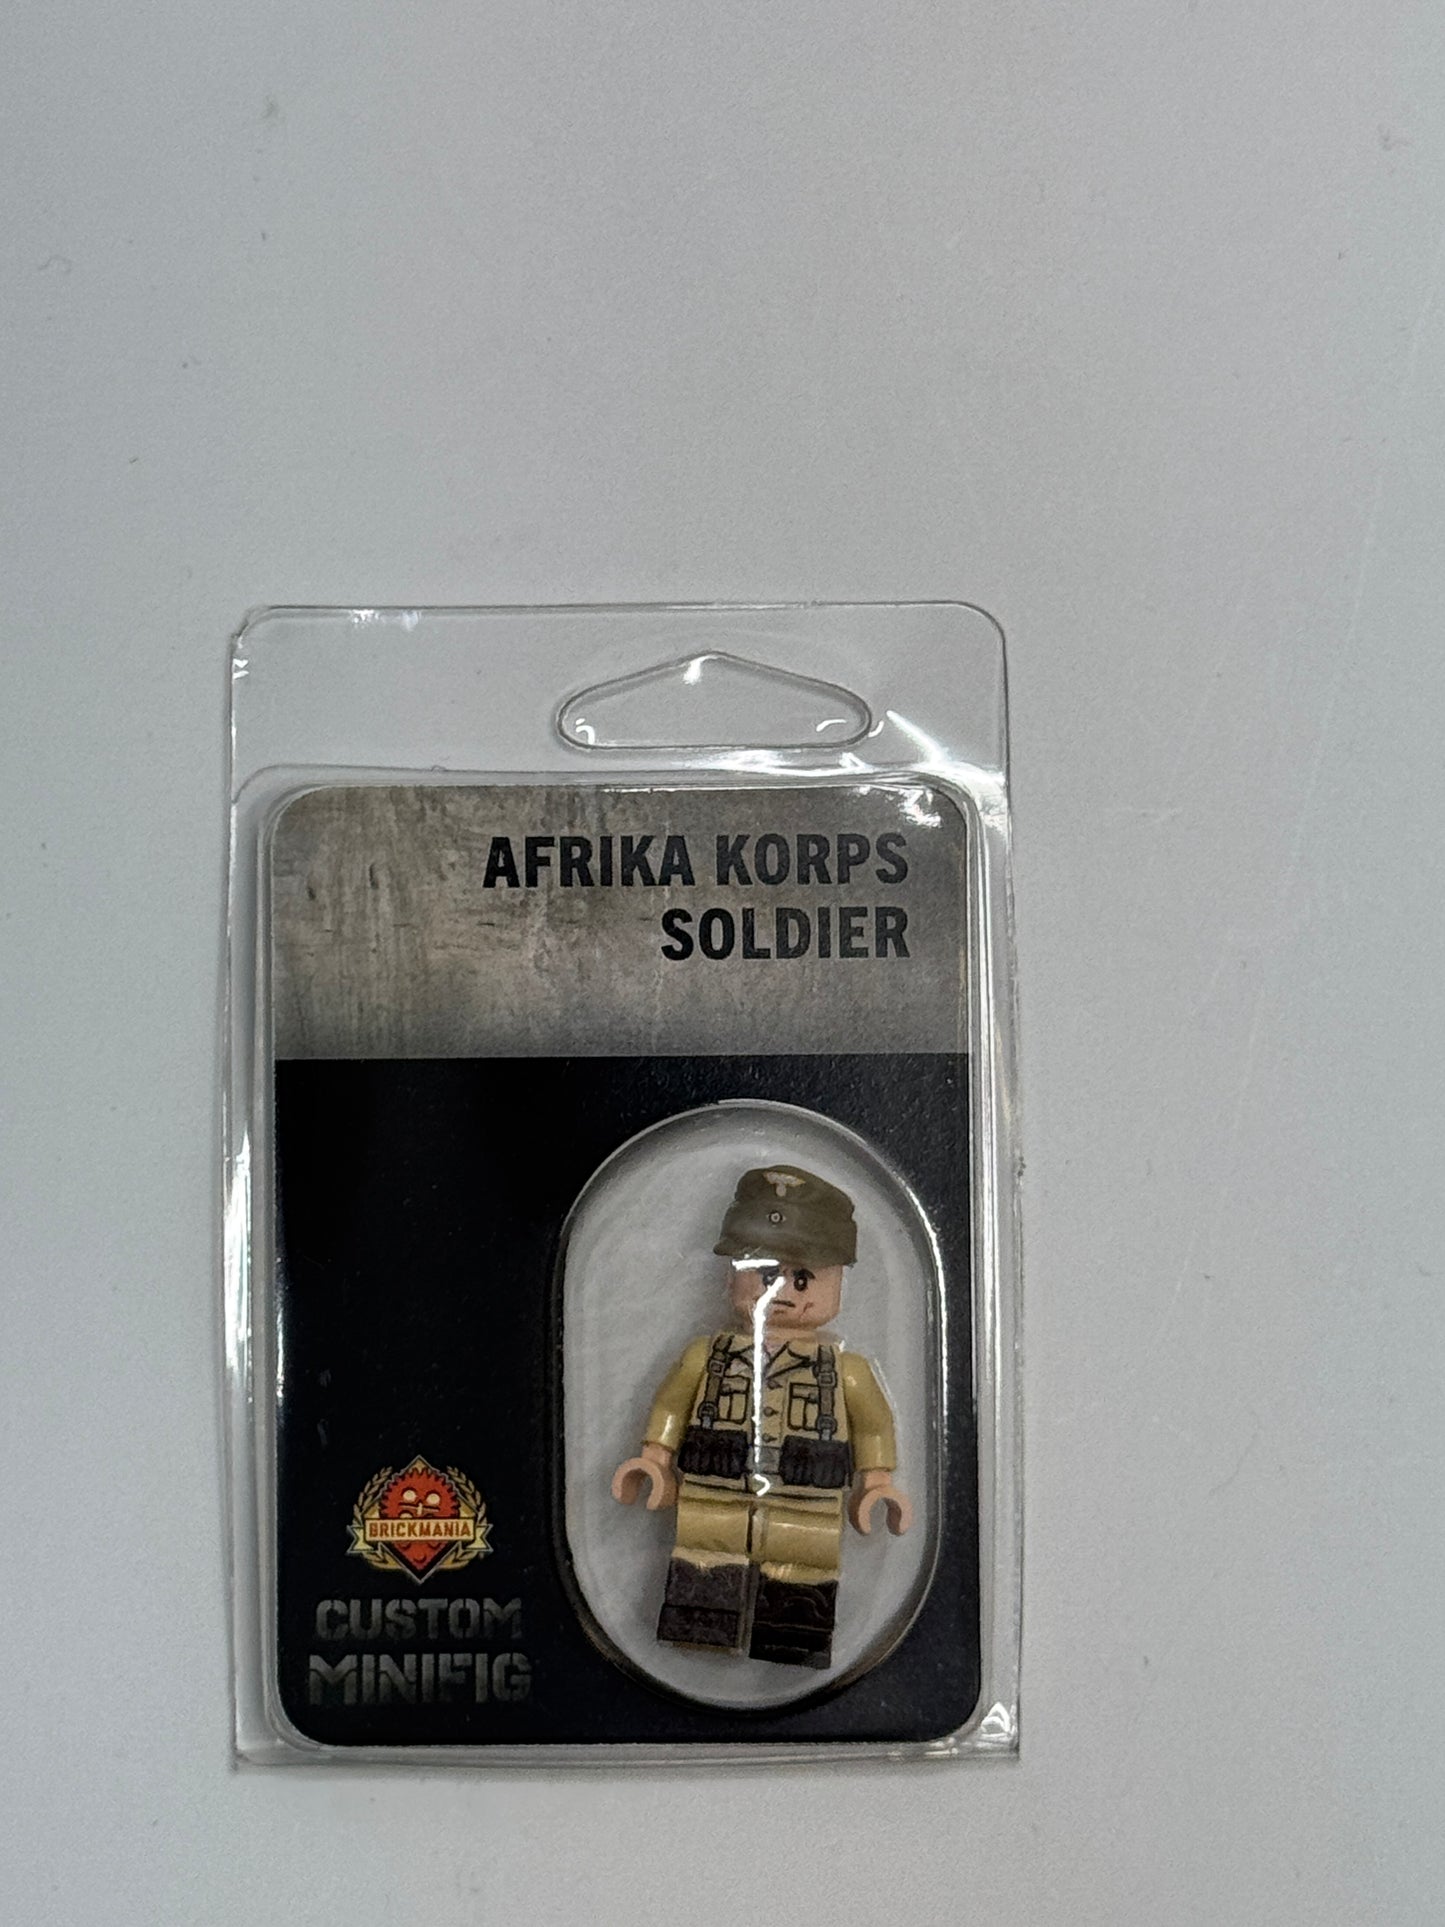 AFRIKA KORPS
SOLDIER
BRICKMANIA
CUSTOM
MINIFIG